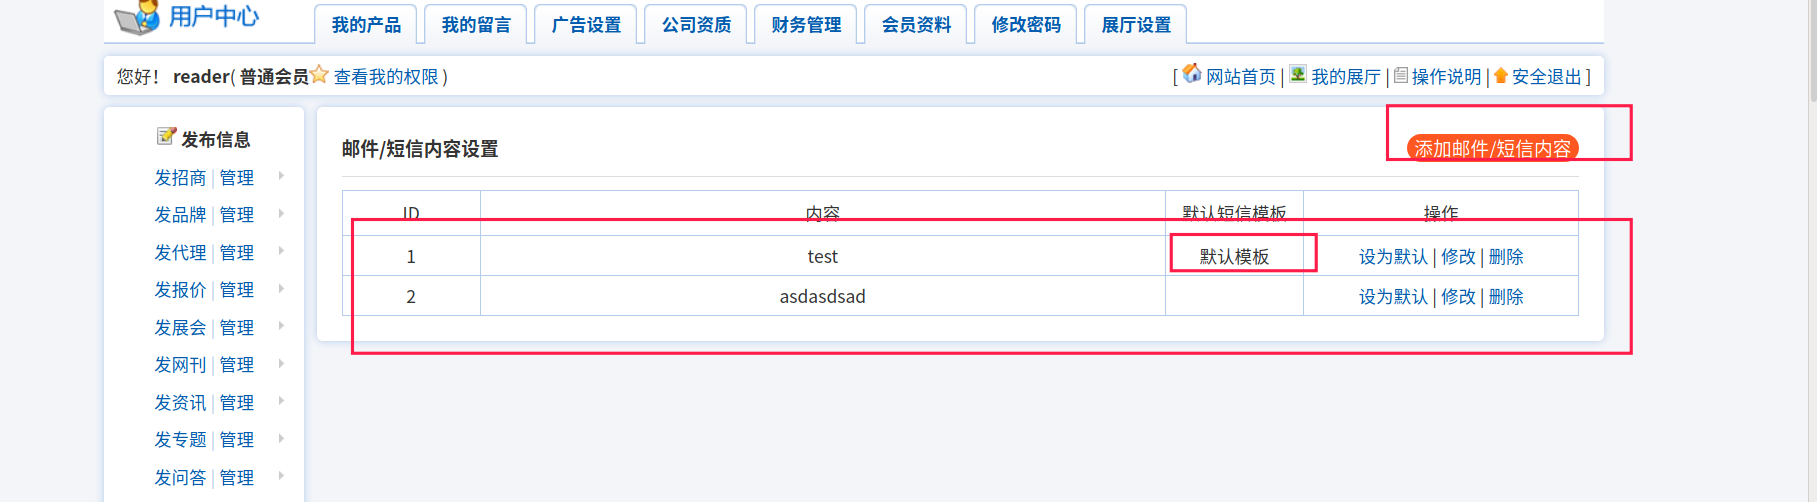 用户中心
我的产品 我的留言 广告设置 公司资质 财务管理 会员资料 修改密码 展厅设置
您好！ reader( 普通会员 查看我的权限 )
[ 网站首页 | 我的展厅 | 操作说明 | 安全退出 ]
发布信息
发招商 | 管理
发品牌 | 管理
发代理 | 管理
发报价 | 管理
发展会 | 管理
发网刊 | 管理
发资讯 | 管理
发专题 | 管理
发问答 | 管理
邮件/短信内容设置
添加邮件/短信内容
ID 内容 默认短信模板 操作
1 test 默认模板 设为默认 | 修改 | 删除
2 asdasdsad 设为默认 | 修改 | 删除